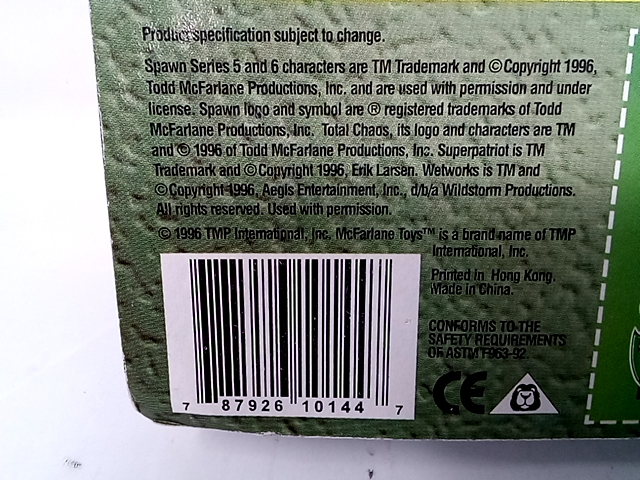 Product specification subject to change.
Spawn Series 5 and 6 characters are TM Trademark and © Copyright 1996,
Todd McFarlane Productions, Inc. and are used with permission and under
license. Spawn logo and symbol are ® registered trademarks of Todd
McFarlane Productions, Inc. Total Chaos, its logo and characters are TM
and © 1996 of Todd McFarlane Productions, Inc. Superpatriot is TM
Trademark and © Copyright 1996, Erik Larsen. Wetworks is TM and
© Copyright 1996, Aegis Entertainment, Inc., d/b/a Wildstorm Productions.
All rights reserved. Used with permission.
© 1996 TMP International, Inc. McFarlane Toys™ is a brand name of TMP
International, Inc.
Printed in Hong Kong.
Made in China.
CONFORMS TO THE
SAFETY REQUIREMENTS
OF ASTM F963-92.
CE
7 87926 10144 7